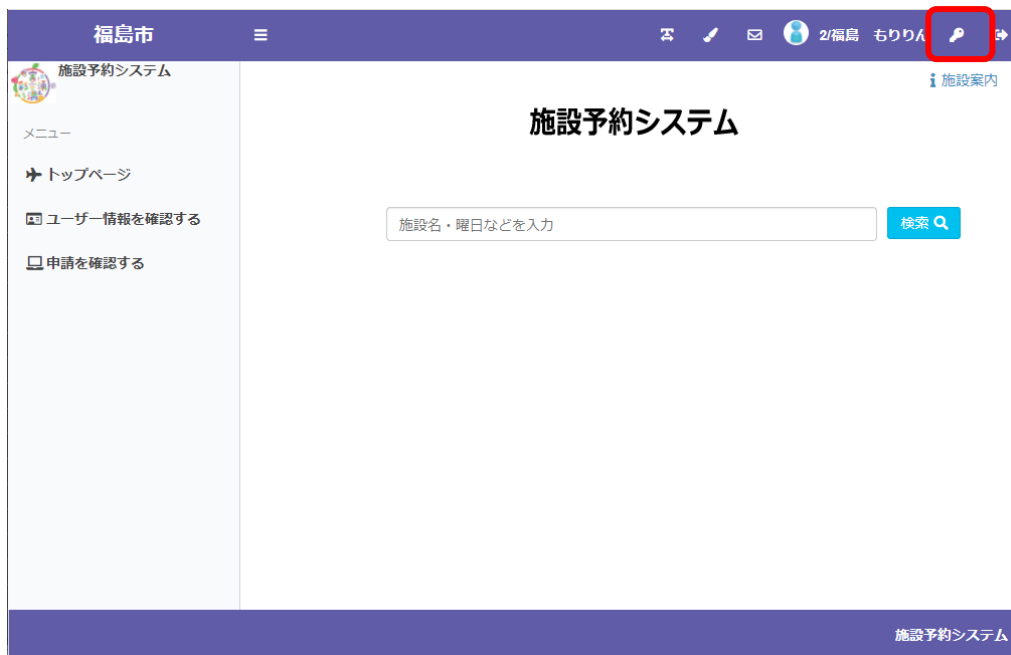 福島市
2/福島 もりりん
施設予約システム
施設案内
メニュー
トップページ
ユーザー情報を確認する
申請を確認する
施設予約システム
施設名・曜日などを入力
検索
施設予約システム